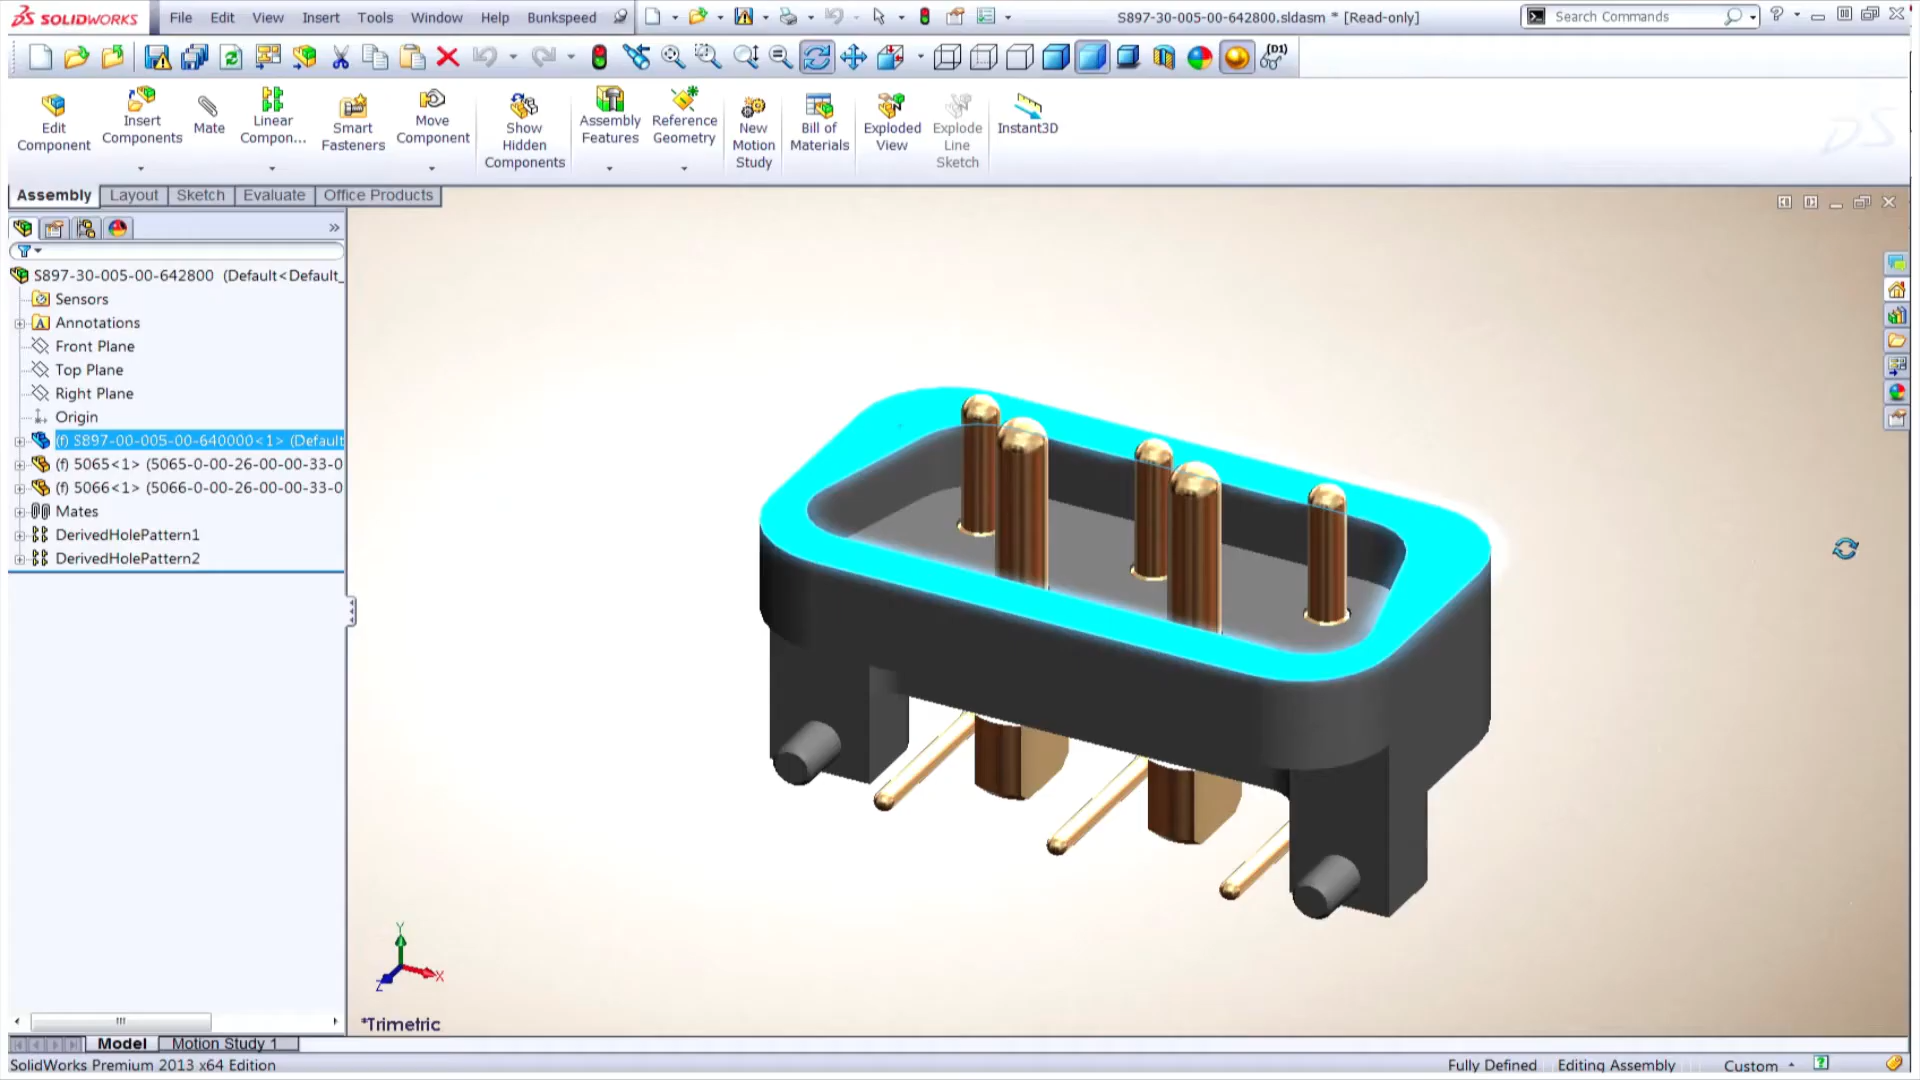 SOLIDWORKS File Edit View Insert Tools Window Help Bunkspeed S897-30-005-00-642800.sldasm * [Read-only] Search Commands
(D1)
Edit Component
Insert Components
Mate
Linear Compon...
Smart Fasteners
Move Component
Show Hidden Components
Assembly Features
Reference Geometry
New Motion Study
Bill of Materials
Exploded View
Explode Line Sketch
Instant3D
Assembly Layout Sketch Evaluate Office Products
S897-30-005-00-642800 (Default<Default_
Sensors
Annotations
Front Plane
Top Plane
Right Plane
Origin
(f) S897-00-005-00-640000<1> (Default
(f) 5065<1> (5065-0-00-26-00-00-33-0
(f) 5066<1> (5066-0-00-26-00-00-33-0
Mates
DerivedHolePattern1
DerivedHolePattern2
Y
X
Z
*Trimetric
Model Motion Study 1
SolidWorks Premium 2013 x64 Edition Fully Defined Editing Assembly Custom